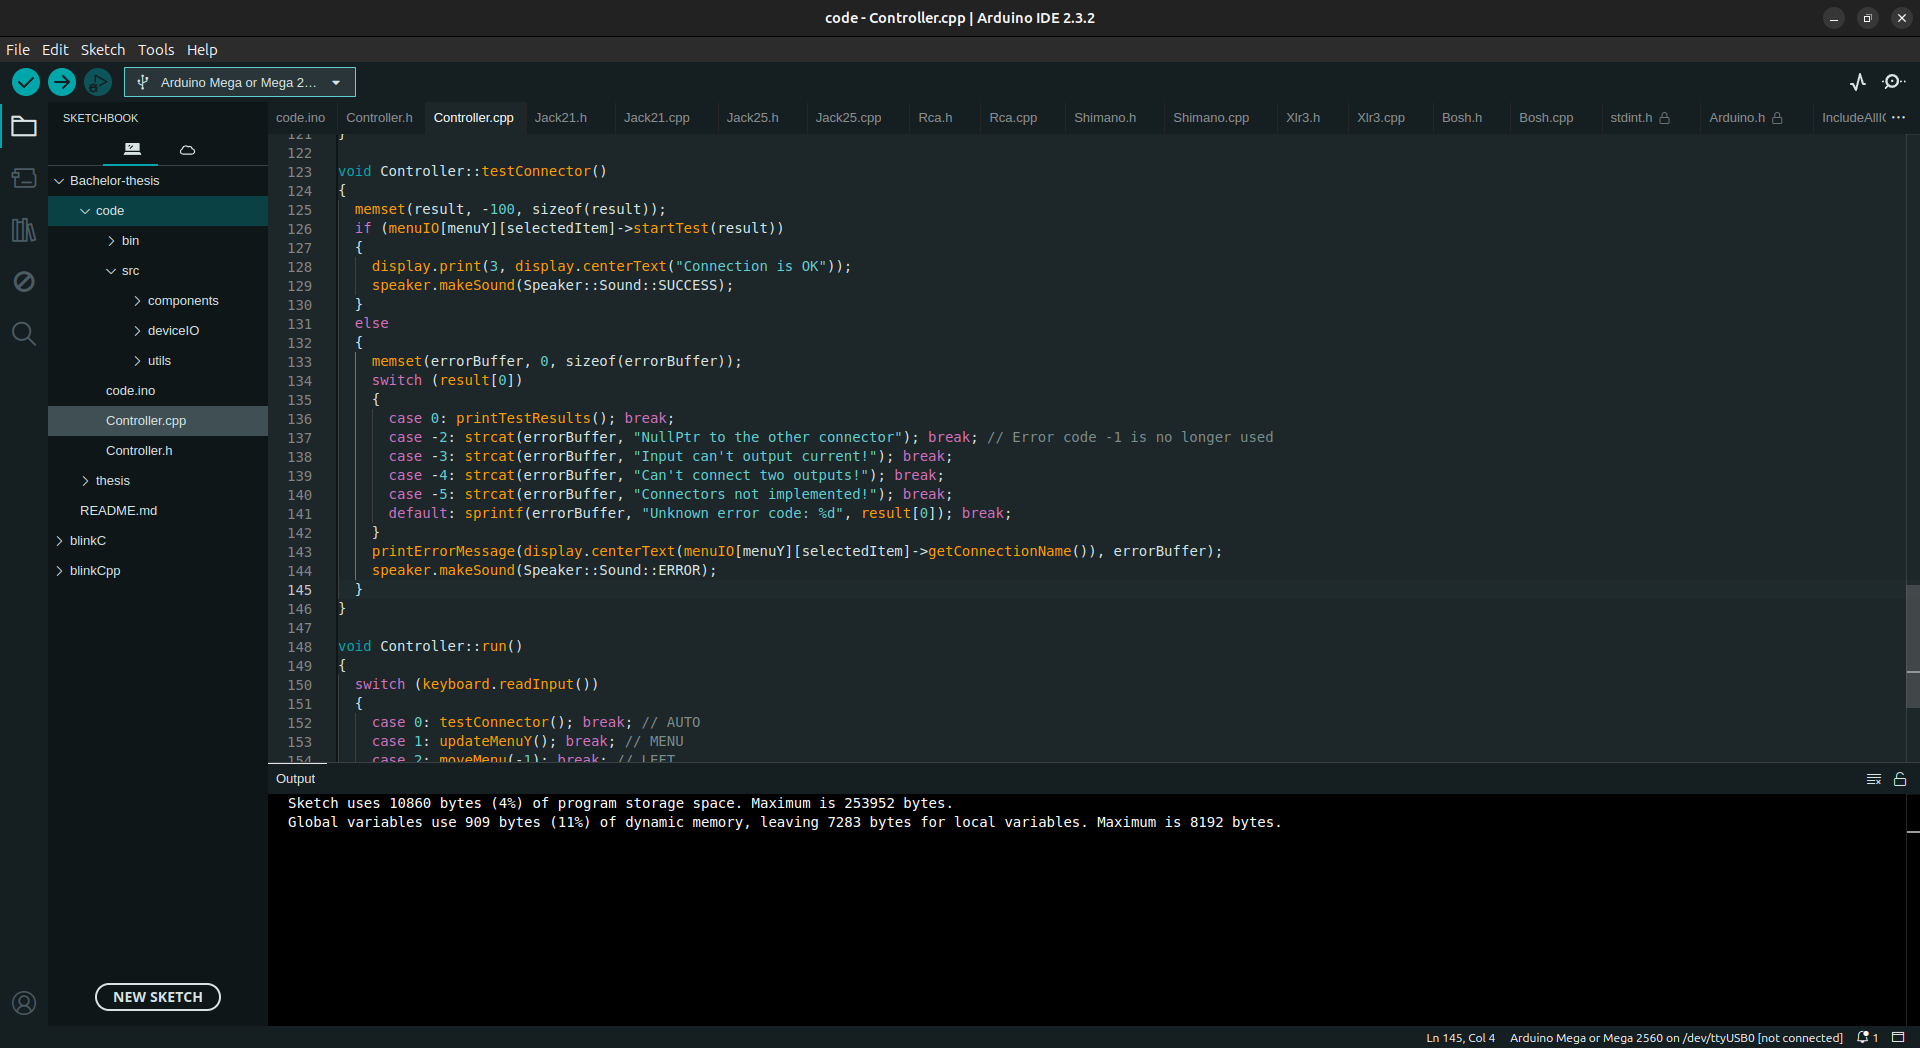 code - Controller.cpp | Arduino IDE 2.3.2
File Edit Sketch Tools Help
Arduino Mega or Mega 2...
SKETCHBOOK
Bachelor-thesis
code
bin
src
components
deviceIO
utils
code.ino
Controller.cpp
Controller.h
thesis
README.md
blinkC
blinkCpp
NEW SKETCH
code.ino Controller.h Controller.cpp Jack21.h Jack21.cpp Jack25.h Jack25.cpp Rca.h Rca.cpp Shimano.h Shimano.cpp Xlr3.h Xlr3.cpp Bosh.h Bosh.cpp stdint.h Arduino.h IncludeAllI
121 }
122
123 void Controller::testConnector()
124 {
125 memset(result, -100, sizeof(result));
126 if (menuIO[menuY][selectedItem]->startTest(result))
127 {
128 display.print(3, display.centerText("Connection is OK"));
129 speaker.makeSound(Speaker::Sound::SUCCESS);
130 }
131 else
132 {
133 memset(errorBuffer, 0, sizeof(errorBuffer));
134 switch (result[0])
135 {
136 case 0: printTestResults(); break;
137 case -2: strcat(errorBuffer, "NullPtr to the other connector"); break; // Error code -1 is no longer used
138 case -3: strcat(errorBuffer, "Input can't output current!"); break;
139 case -4: strcat(errorBuffer, "Can't connect two outputs!"); break;
140 case -5: strcat(errorBuffer, "Connectors not implemented!"); break;
141 default: sprintf(errorBuffer, "Unknown error code: %d", result[0]); break;
142 }
143 printErrorMessage(display.centerText(menuIO[menuY][selectedItem]->getConnectionName()), errorBuffer);
144 speaker.makeSound(Speaker::Sound::ERROR);
145 }
146 }
147
148 void Controller::run()
149 {
150 switch (keyboard.readInput())
151 {
152 case 0: testConnector(); break; // AUTO
153 case 1: updateMenuY(); break; // MENU
154 case 2: moveMenu(-1); break; // LEFT
Output
Sketch uses 10860 bytes (4%) of program storage space. Maximum is 253952 bytes.
Global variables use 909 bytes (11%) of dynamic memory, leaving 7283 bytes for local variables. Maximum is 8192 bytes.
Ln 145, Col 4 Arduino Mega or Mega 2560 on /dev/ttyUSB0 [not connected] 1